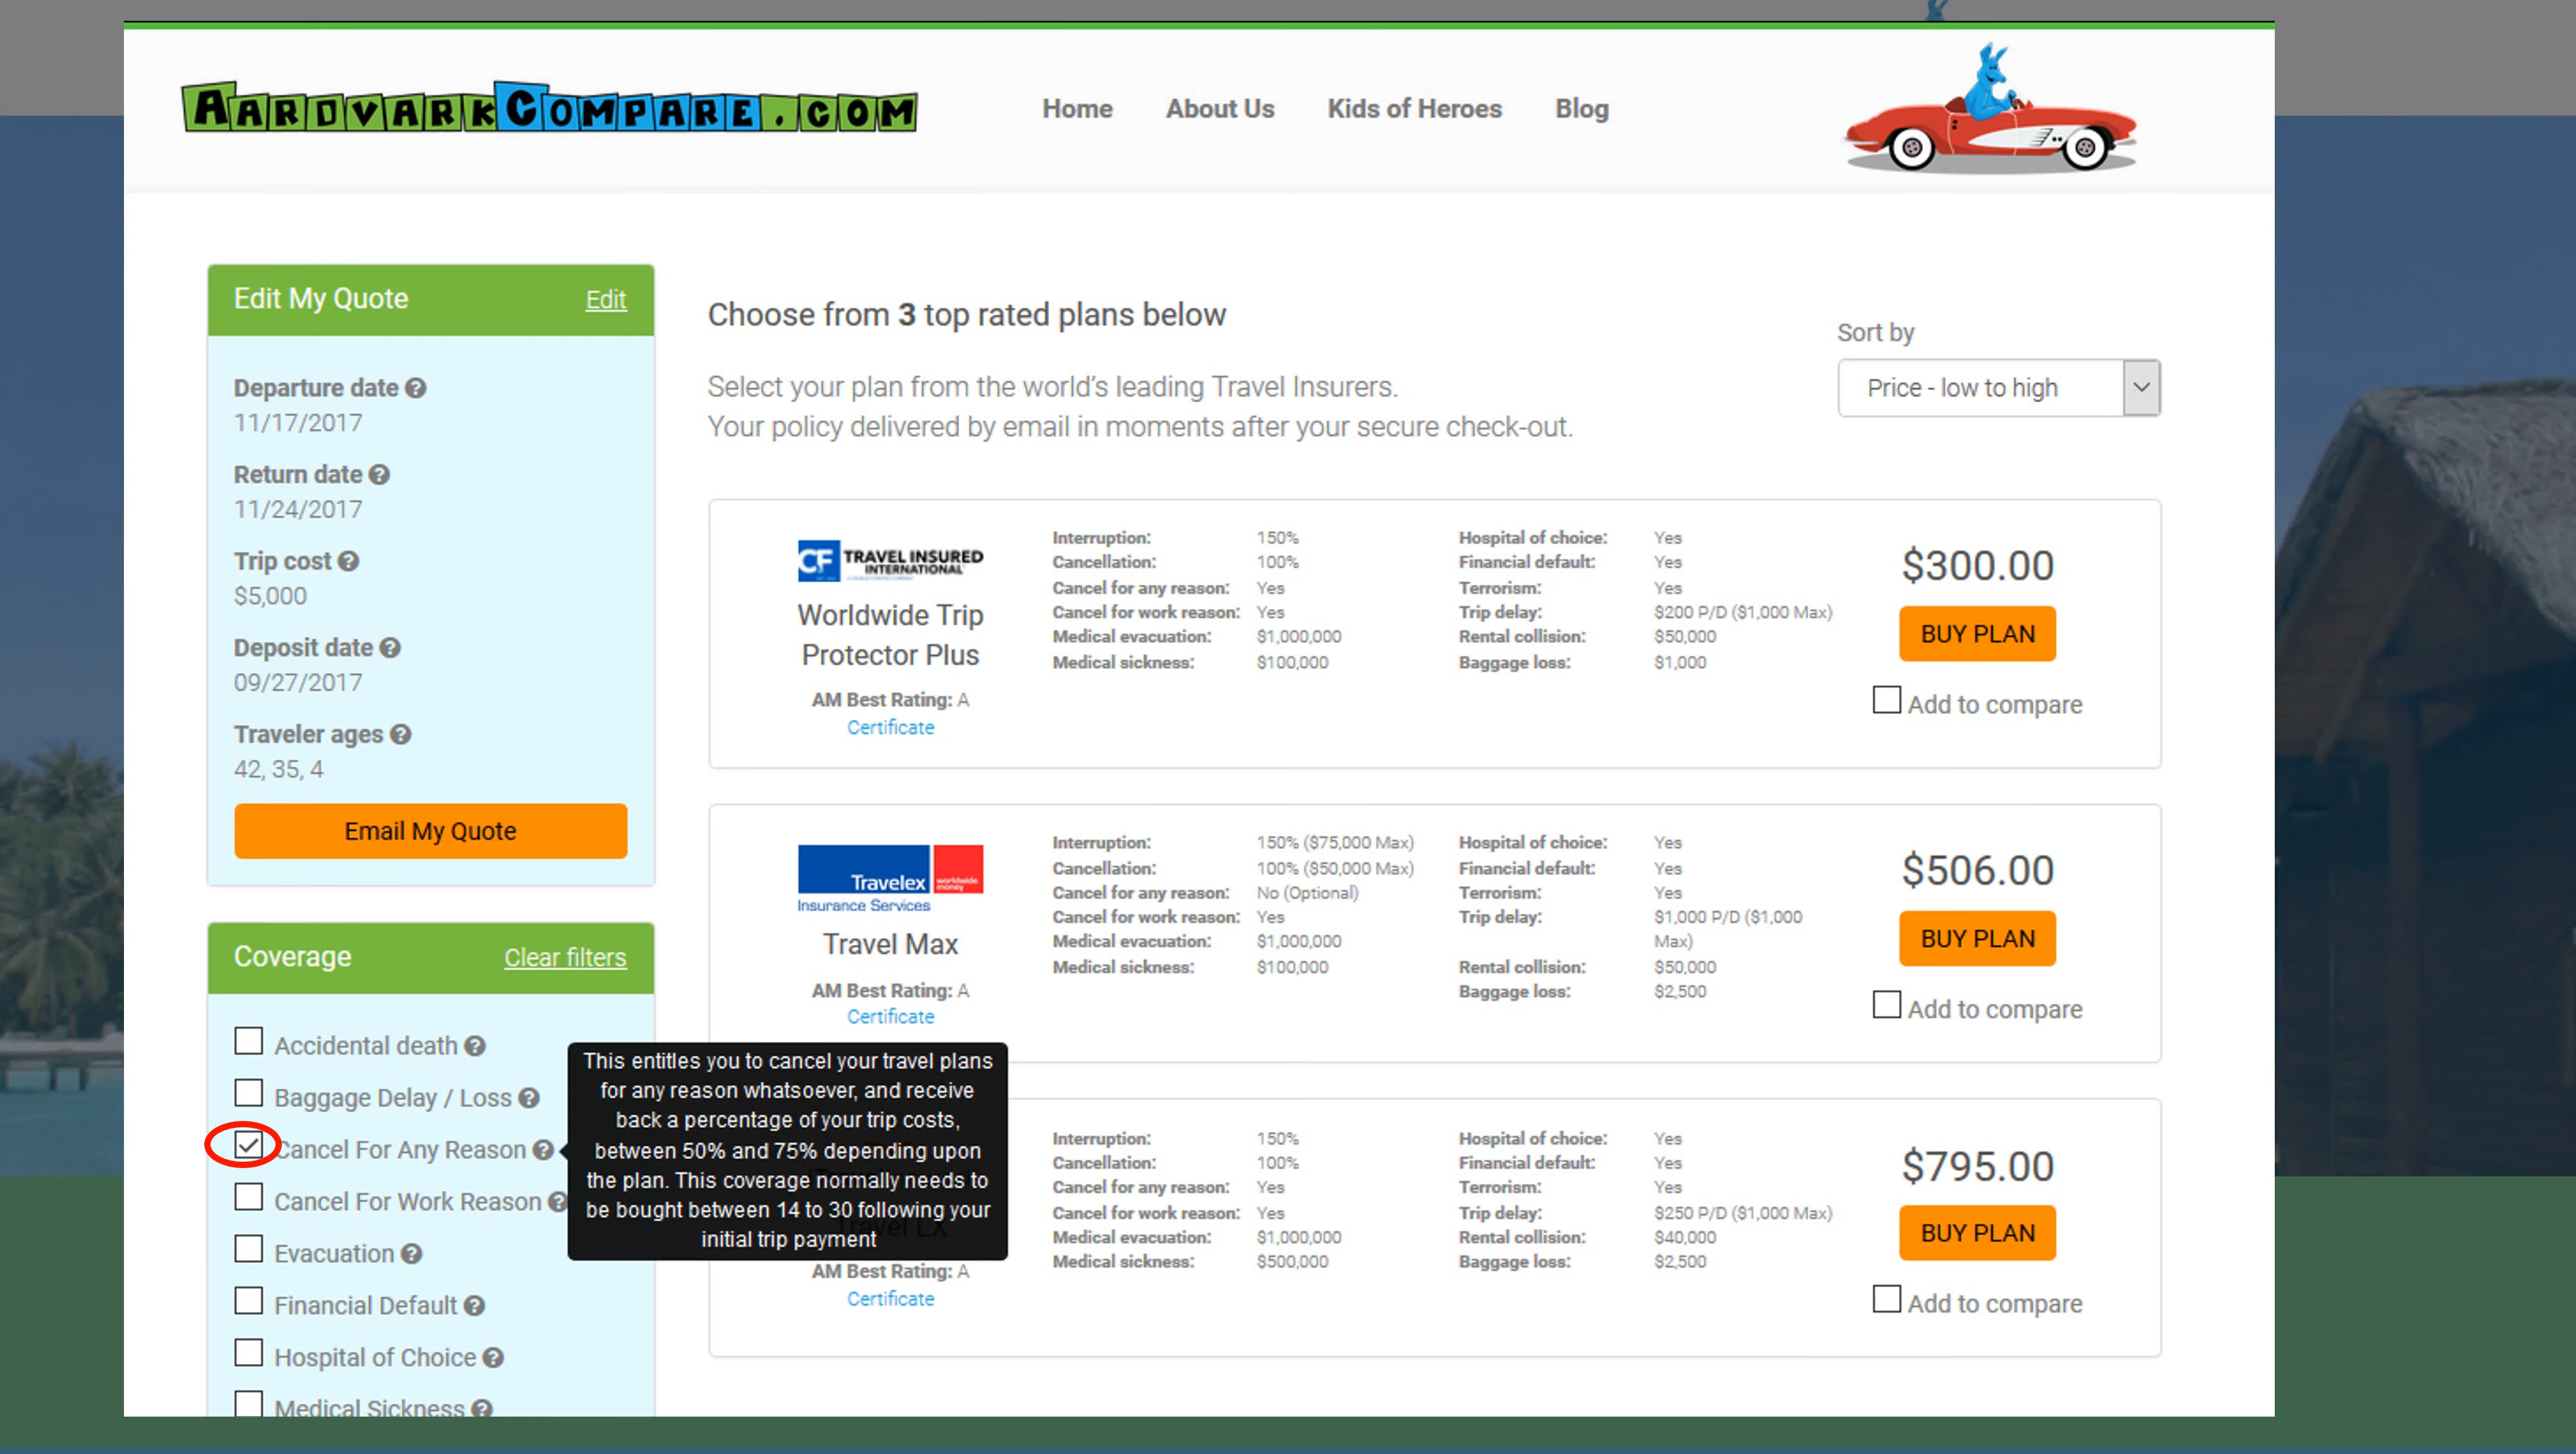 AARDVARKCOMPARE.COM
Home About Us Kids of Heroes Blog
Edit My Quote Edit
Departure date ?
11/17/2017
Return date ?
11/24/2017
Trip cost ?
$5,000
Deposit date ?
09/27/2017
Traveler ages ?
42, 35, 4
Email My Quote
Coverage Clear filters
Accidental death ?
Baggage Delay / Loss ?
Cancel For Any Reason ?
Cancel For Work Reason ?
Evacuation ?
Financial Default ?
Hospital of Choice ?
Medical Sickness ?
This entitles you to cancel your travel plans
for any reason whatsoever, and receive
back a percentage of your trip costs,
between 50% and 75% depending upon
the plan. This coverage normally needs to
be bought between 14 to 30 following your
initial trip payment
Choose from 3 top rated plans below
Select your plan from the world's leading Travel Insurers.
Your policy delivered by email in moments after your secure check-out.
Sort by
Price - low to high
CF TRAVEL INSURED
INTERNATIONAL
Worldwide Trip
Protector Plus
AM Best Rating: A
Certificate
Interruption: 150%
Cancellation: 100%
Cancel for any reason: Yes
Cancel for work reason: Yes
Medical evacuation: $1,000,000
Medical sickness: $100,000
Hospital of choice: Yes
Financial default: Yes
Terrorism: Yes
Trip delay: $200 P/D ($1,000 Max)
Rental collision: $50,000
Baggage loss: $1,000
$300.00
BUY PLAN
Add to compare
Travelex worldwide
money
Insurance Services
Travel Max
AM Best Rating: A
Certificate
Interruption: 150% ($75,000 Max)
Cancellation: 100% ($50,000 Max)
Cancel for any reason: No (Optional)
Cancel for work reason: Yes
Medical evacuation: $1,000,000
Medical sickness: $100,000
Hospital of choice: Yes
Financial default: Yes
Terrorism: Yes
Trip delay: $1,000 P/D ($1,000
Max)
Rental collision: $50,000
Baggage loss: $2,500
$506.00
BUY PLAN
Add to compare
Travel LX
AM Best Rating: A
Certificate
Interruption: 150%
Cancellation: 100%
Cancel for any reason: Yes
Cancel for work reason: Yes
Medical evacuation: $1,000,000
Medical sickness: $500,000
Hospital of choice: Yes
Financial default: Yes
Terrorism: Yes
Trip delay: $250 P/D ($1,000 Max)
Rental collision: $40,000
Baggage loss: $2,500
$795.00
BUY PLAN
Add to compare